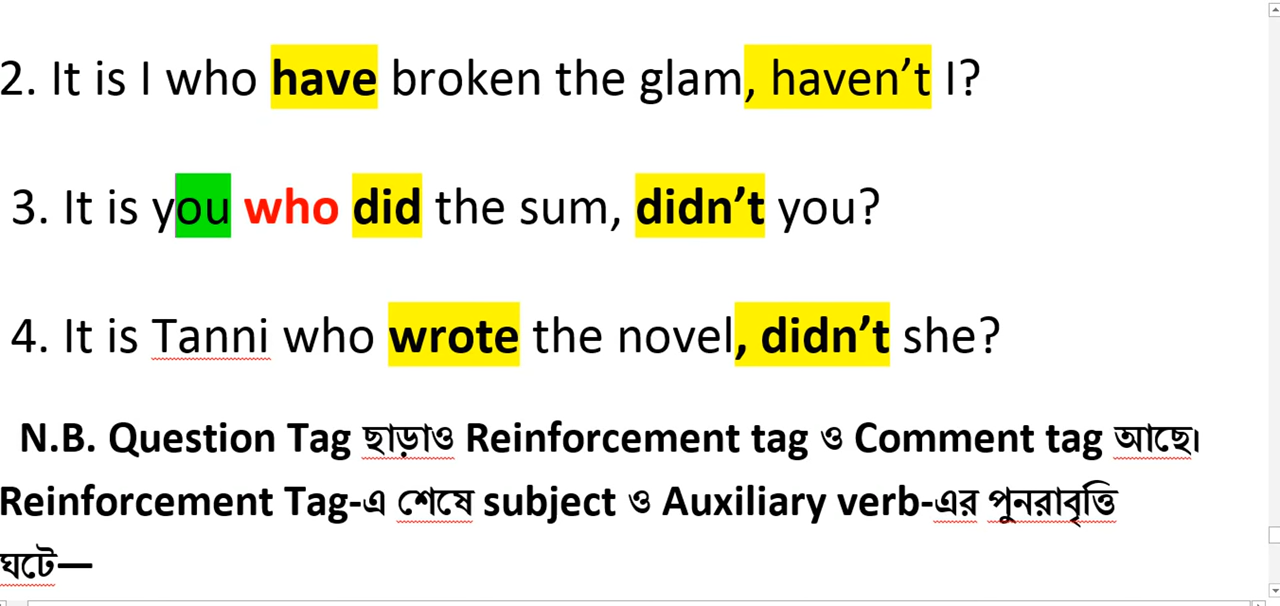 2. It is I who have broken the glam, haven’t I?
3. It is you who did the sum, didn’t you?
4. It is Tanni who wrote the novel, didn’t she?
N.B. Question Tag ছাড়াও Reinforcement tag ও Comment tag আছে।
Reinforcement Tag-এ শেষে subject ও Auxiliary verb-এর পুনরাবৃত্তি
ঘটে—